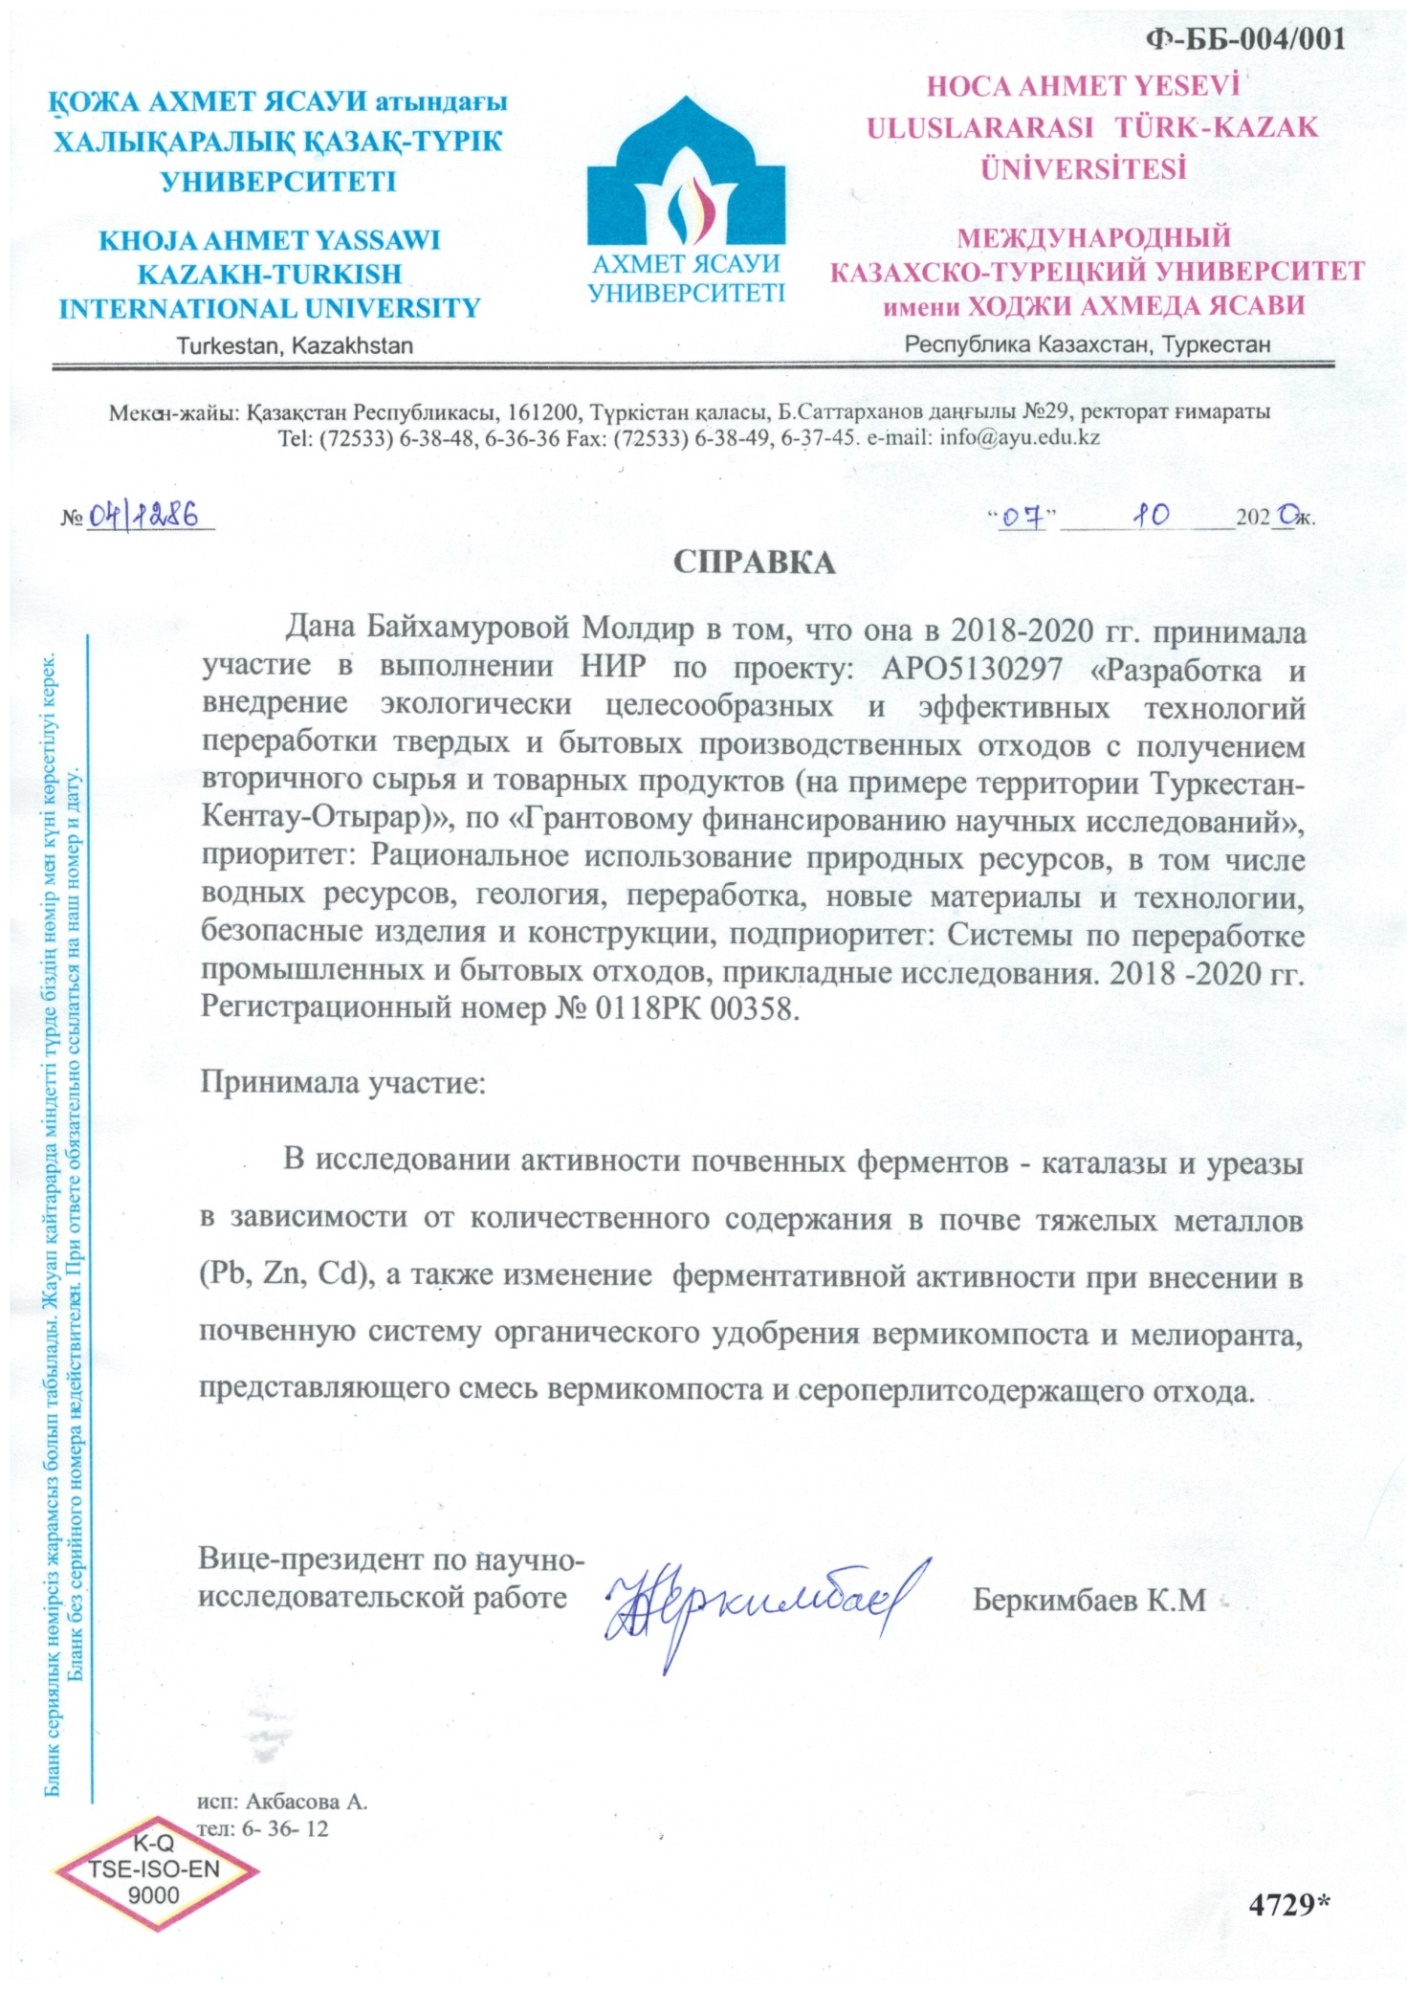 Ф-ББ-004/001
ҚОЖА АХМЕТ ЯСАУИ атындағы
ХАЛЫҚАРАЛЫҚ ҚАЗАҚ-ТҮРІК
УНИВЕРСИТЕТІ
KHOJA AHMET YASSAWI
KAZAKH-TURKISH
INTERNATIONAL UNIVERSITY
Turkestan, Kazakhstan
АХМЕТ ЯСАУИ
УНИВЕРСИТЕТІ
HOCA AHMET YESEVİ
ULUSLARARASI TÜRK-KAZAK
ÜNİVERSİTESİ
МЕЖДУНАРОДНЫЙ
КАЗАХСКО-ТУРЕЦКИЙ УНИВЕРСИТЕТ
имени ХОДЖИ АХМЕДА ЯСАВИ
Республика Казахстан, Туркестан
Мекен-жайы: Қазақстан Республикасы, 161200, Түркістан қаласы, Б.Саттарханов даңғылы №29, ректорат ғимараты
Tel: (72533) 6-38-48, 6-36-36 Fax: (72533) 6-38-49, 6-37-45. e-mail: info@ayu.edu.kz
№ 04/1286
“07” 10 2020ж.
СПРАВКА
Дана Байхамуровой Молдир в том, что она в 2018-2020 гг. принимала
участие в выполнении НИР по проекту: АРО5130297 «Разработка и
внедрение экологически целесообразных и эффективных технологий
переработки твердых и бытовых производственных отходов с получением
вторичного сырья и товарных продуктов (на примере территории Туркестан-
Кентау-Отырар)», по «Грантовому финансированию научных исследований»,
приоритет: Рациональное использование природных ресурсов, в том числе
водных ресурсов, геология, переработка, новые материалы и технологии,
безопасные изделия и конструкции, подприоритет: Системы по переработке
промышленных и бытовых отходов, прикладные исследования. 2018 -2020 гг.
Регистрационный номер № 0118РК 00358.
Принимала участие:
В исследовании активности почвенных ферментов - каталазы и уреазы
в зависимости от количественного содержания в почве тяжелых металлов
(Pb, Zn, Cd), а также изменение ферментативной активности при внесении в
почвенную систему органического удобрения вермикомпоста и мелиоранта,
представляющего смесь вермикомпоста и сероперлитсодержащего отхода.
Вице-президент по научно-
исследовательской работе
Беркимбаев К.М
исп: Акбасова А.
тел: 6- 36- 12
K-Q
TSE-ISO-EN
9000
4729*
Бланк сериялық нөмірсіз жарамсыз болып табылады. Жауап қайтарарда міндетті түрде біздің нөмір мен күні көрсетілуі керек.
Бланк без серийного номера недействителен. При ответе обязательно ссылаться на наш номер и дату.